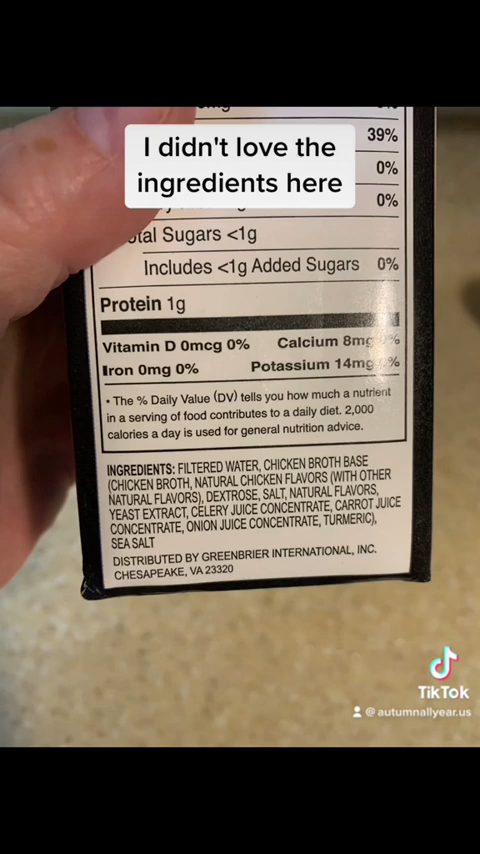 0%
39%
I didn't love the
ingredients here
0%
0%
tal Sugars <1g
Includes <1g Added Sugars 0%
Protein 1g
Vitamin D 0mcg 0% Calcium 8mg 0%
Iron 0mg 0% Potassium 14mg %
• The % Daily Value (DV) tells you how much a nutrient
in a serving of food contributes to a daily diet. 2,000
calories a day is used for general nutrition advice.
INGREDIENTS: FILTERED WATER, CHICKEN BROTH BASE
(CHICKEN BROTH, NATURAL CHICKEN FLAVORS (WITH OTHER
NATURAL FLAVORS), DEXTROSE, SALT, NATURAL FLAVORS,
YEAST EXTRACT, CELERY JUICE CONCENTRATE, CARROT JUICE
CONCENTRATE, ONION JUICE CONCENTRATE, TURMERIC),
SEA SALT
DISTRIBUTED BY GREENBRIER INTERNATIONAL, INC.
CHESAPEAKE, VA 23320
TikTok
@autumnallyear.us